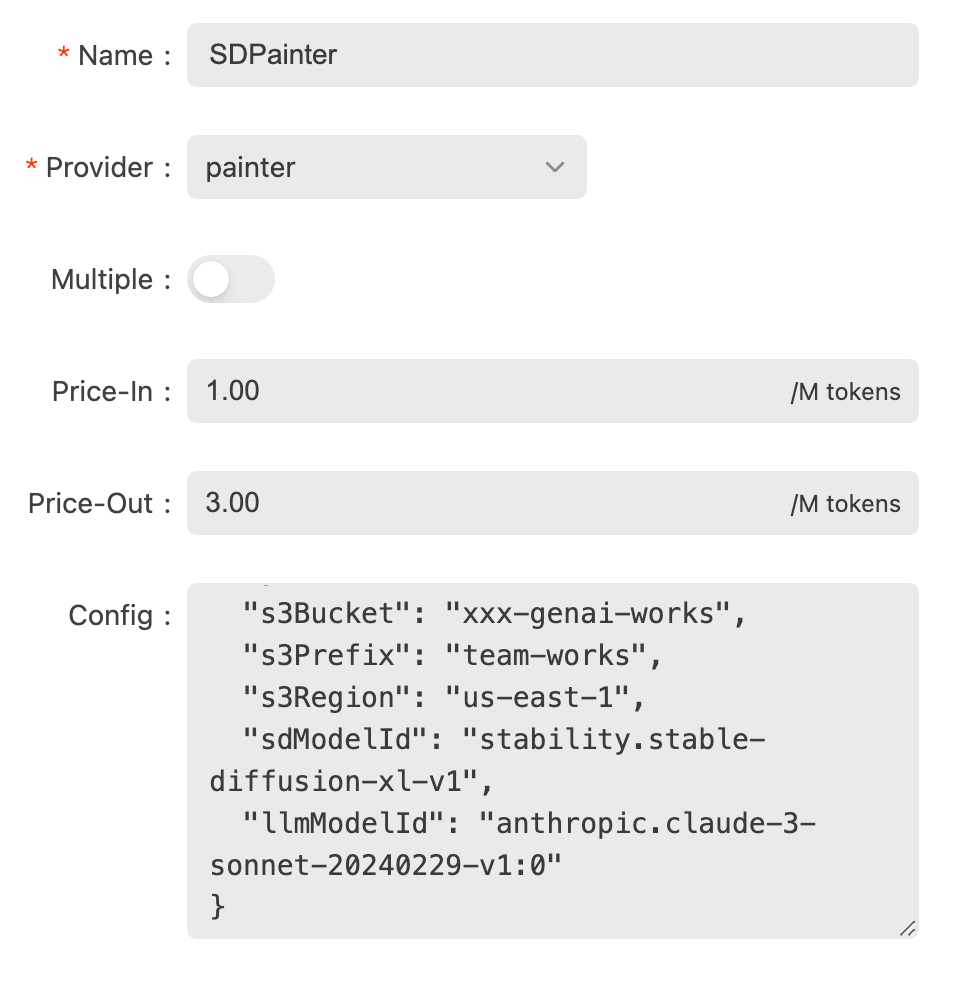 * Name :
SDPainter
* Provider :
painter
Multiple :
Price-In :
1.00
/M tokens
Price-Out :
3.00
/M tokens
Config :
"s3Bucket": "xxx-genai-works",
"s3Prefix": "team-works",
"s3Region": "us-east-1",
"sdModelId": "stability.stable-
diffusion-xl-v1",
"llmModelId": "anthropic.claude-3-
sonnet-20240229-v1:0"
}